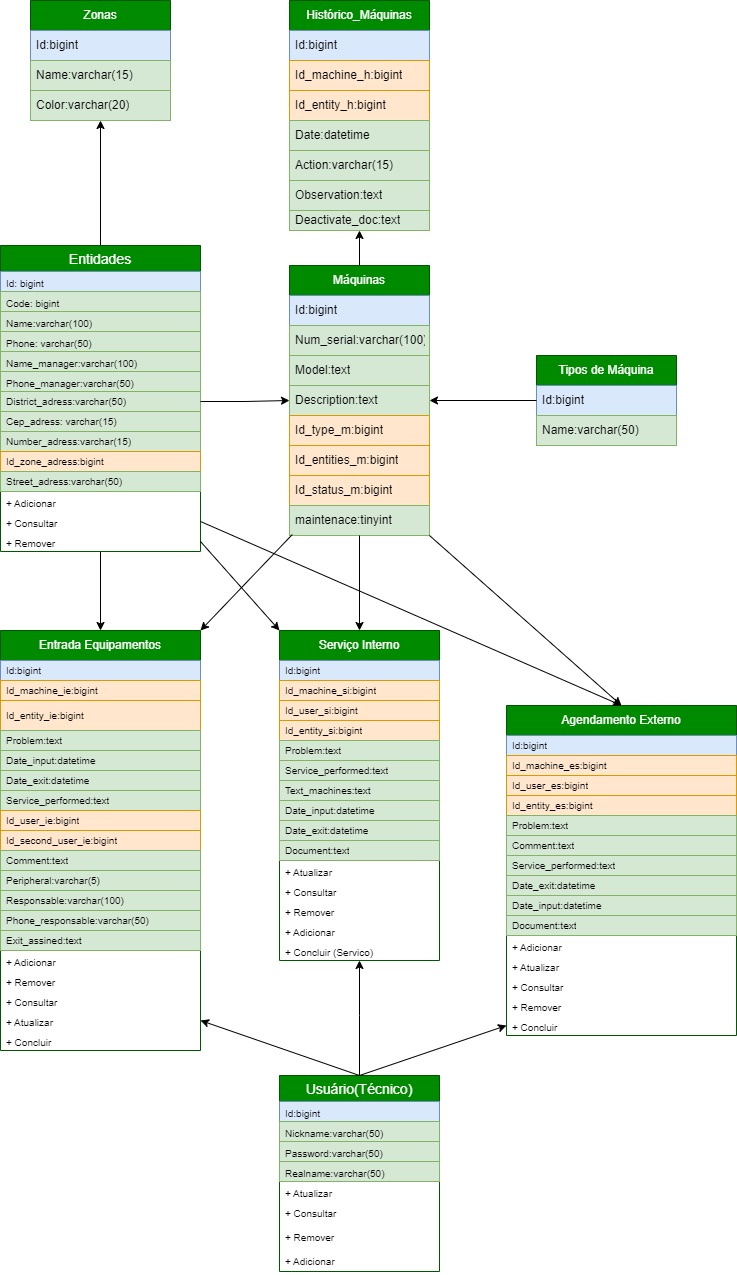 Zonas
Id:bigint
Name:varchar(15)
Color:varchar(20)
Histórico_Máquinas
Id:bigint
Id_machine_h:bigint
Id_entity_h:bigint
Date:datetime
Action:varchar(15)
Observation:text
Deactivate_doc:text
Entidades
Id: bigint
Code: bigint
Name:varchar(100)
Phone: varchar(50)
Name_manager:varchar(100)
Phone_manager:varchar(50)
District_adress:varchar(50)
Cep_adress: varchar(15)
Number_adress:varchar(15)
Id_zone_adress:bigint
Street_adress:varchar(50)
+ Adicionar
+ Consultar
+ Remover
Máquinas
Id:bigint
Num_serial:varchar(100)
Model:text
Description:text
Id_type_m:bigint
Id_entities_m:bigint
Id_status_m:bigint
maintenace:tinyint
Tipos de Máquina
Id:bigint
Name:varchar(50)
Entrada Equipamentos
Id:bigint
Id_machine_ie:bigint
Id_entity_ie:bigint
Problem:text
Date_input:datetime
Date_exit:datetime
Service_performed:text
Id_user_ie:bigint
Id_second_user_ie:bigint
Comment:text
Peripheral:varchar(5)
Responsable:varchar(100)
Phone_responsable:varchar(50)
Exit_assined:text
+ Adicionar
+ Remover
+ Consultar
+ Atualizar
+ Concluir
Serviço Interno
Id:bigint
Id_machine_si:bigint
Id_user_si:bigint
Id_entity_si:bigint
Problem:text
Service_performed:text
Text_machines:text
Date_input:datetime
Date_exit:datetime
Document:text
+ Atualizar
+ Consultar
+ Remover
+ Adicionar
+ Concluir (Servico)
Agendamento Externo
Id:bigint
Id_machine_es:bigint
Id_user_es:bigint
Id_entity_es:bigint
Problem:text
Comment:text
Service_performed:text
Date_exit:datetime
Date_input:datetime
Document:text
+ Adicionar
+ Atualizar
+ Consultar
+ Remover
+ Concluir
Usuário(Técnico)
Id:bigint
Nickname:varchar(50)
Password:varchar(50)
Realname:varchar(50)
+ Atualizar
+ Consultar
+ Remover
+ Adicionar